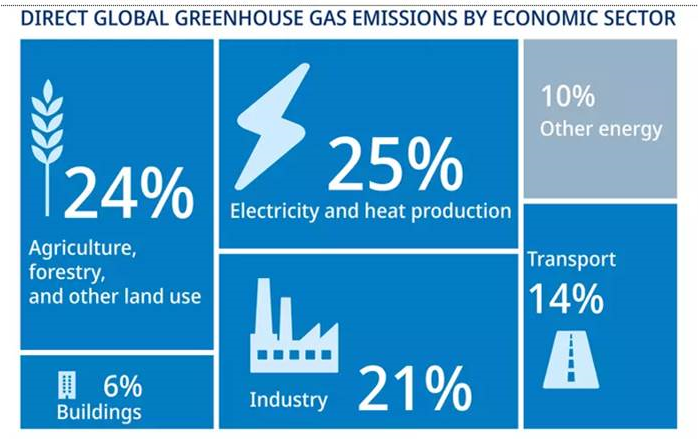 DIRECT GLOBAL GREENHOUSE GAS EMISSIONS BY ECONOMIC SECTOR
24%
Agriculture,
forestry,
and other land use
6%
Buildings
25%
Electricity and heat production
Industry 21%
10%
Other energy
Transport
14%